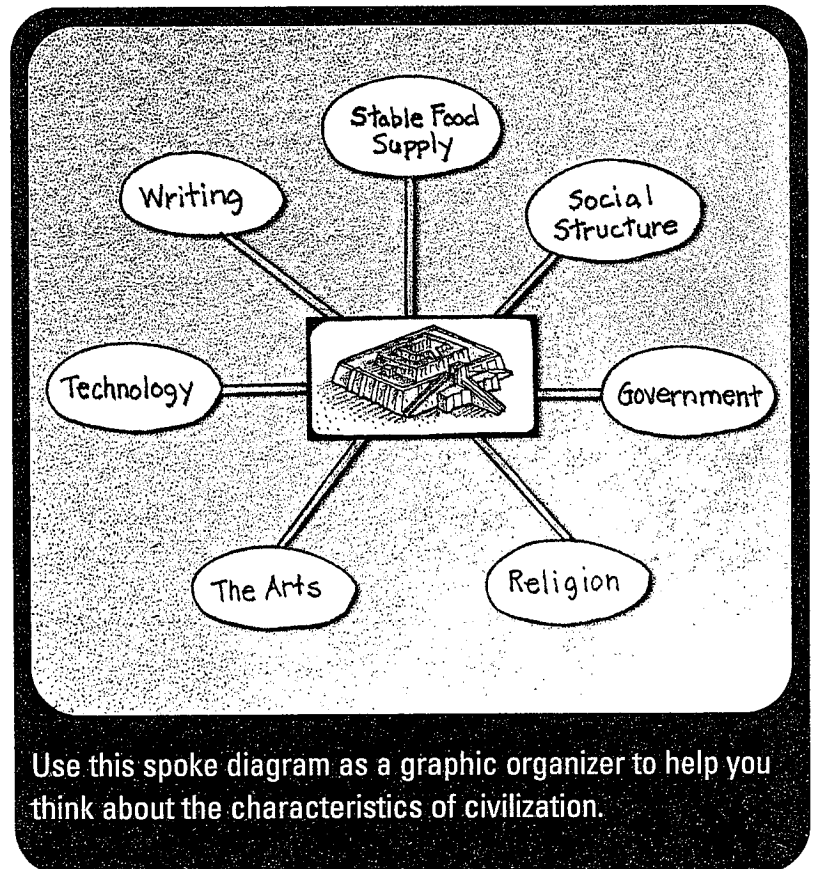 Stable Food
Supply
Writing
Social
Structure
Technology
Government
The Arts
Religion
Use this spoke diagram as a graphic organizer to help you
think about the characteristics of civilization.